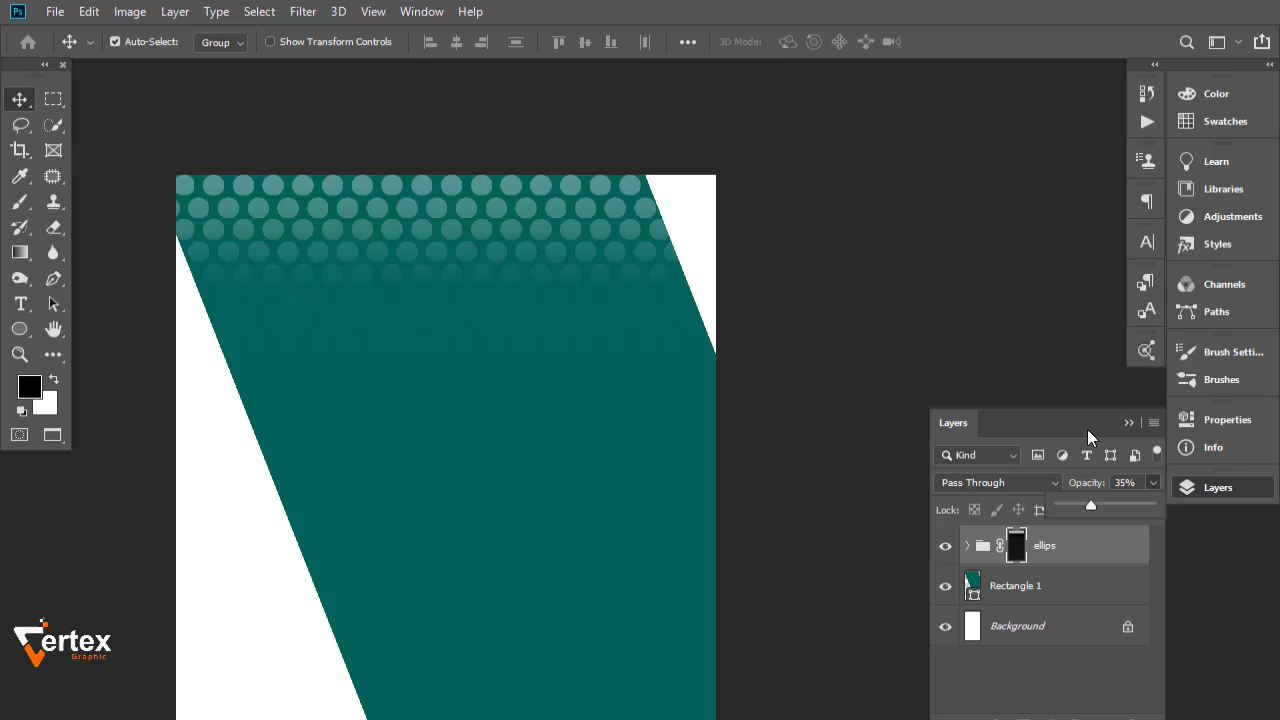 Ps File Edit Image Layer Type Select Filter 3D View Window Help
Auto-Select: Group Show Transform Controls 3D Mode:
Color
Swatches
Learn
Libraries
Adjustments
Styles
Channels
Paths
Brush Setti...
Brushes
Properties
Info
Layers
Layers
Kind
Pass Through Opacity: 35%
Lock:
ellips
Rectangle 1
Background
Vertex
Graphic